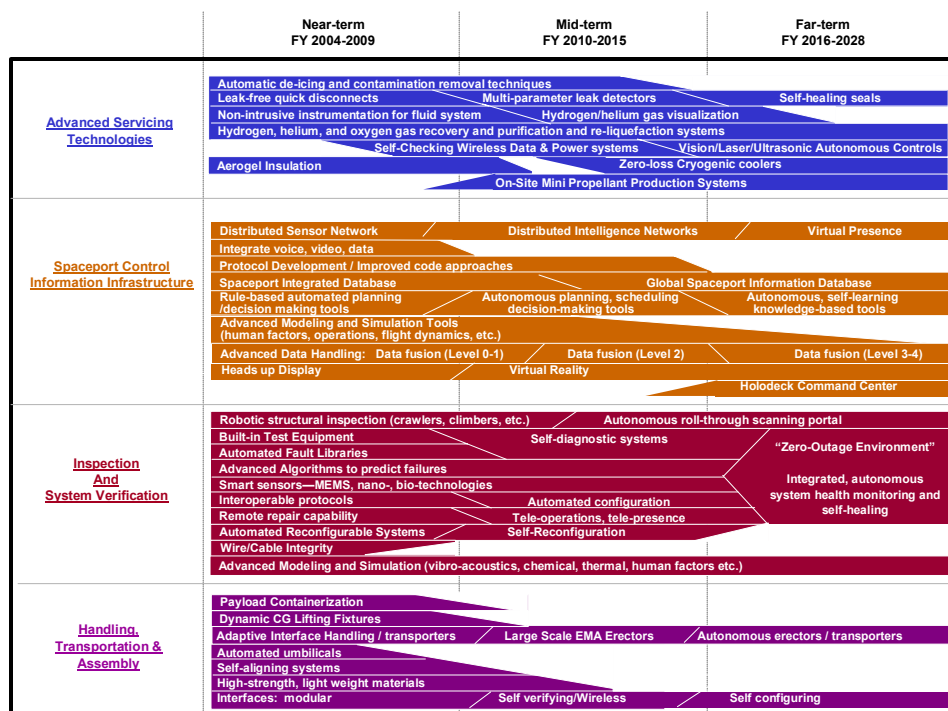 Near-term
FY 2004-2009
Mid-term
FY 2010-2015
Far-term
FY 2016-2028
Advanced Servicing
Technologies
Automatic de-icing and contamination removal techniques
Leak-free quick disconnects
Multi-parameter leak detectors
Self-healing seals
Non-intrusive instrumentation for fluid system
Hydrogen/helium gas visualization
Hydrogen, helium, and oxygen gas recovery and purification and re-liquefaction systems
Self-Checking Wireless Data & Power systems
Vision/Laser/Ultrasonic Autonomous Controls
Aerogel Insulation
Zero-loss Cryogenic coolers
On-Site Mini Propellant Production Systems
Spaceport Control
Information Infrastructure
Distributed Sensor Network
Distributed Intelligence Networks
Virtual Presence
Integrate voice, video, data
Protocol Development / Improved code approaches
Spaceport Integrated Database
Global Spaceport Information Database
Rule-based automated planning
/decision making tools
Autonomous planning, scheduling
decision-making tools
Autonomous, self-learning
knowledge-based tools
Advanced Modeling and Simulation Tools
(human factors, operations, flight dynamics, etc.)
Advanced Data Handling: Data fusion (Level 0-1)
Data fusion (Level 2)
Data fusion (Level 3-4)
Heads up Display
Virtual Reality
Holodeck Command Center
Inspection
And
System Verification
Robotic structural inspection (crawlers, climbers, etc.)
Autonomous roll-through scanning portal
Built-in Test Equipment
Self-diagnostic systems
Automated Fault Libraries
Advanced Algorithms to predict failures
Smart sensors—MEMS, nano-, bio-technologies
Interoperable protocols
Automated configuration
Remote repair capability
Tele-operations, tele-presence
Automated Reconfigurable Systems
Self-Reconfiguration
Wire/Cable Integrity
“Zero-Outage Environment”
Integrated, autonomous
system health monitoring and
self-healing
Advanced Modeling and Simulation (vibro-acoustics, chemical, thermal, human factors etc.)
Handling,
Transportation &
Assembly
Payload Containerization
Dynamic CG Lifting Fixtures
Adaptive Interface Handling / transporters
Large Scale EMA Erectors
Autonomous erectors / transporters
Automated umbilicals
Self-aligning systems
High-strength, light weight materials
Interfaces: modular
Self verifying/Wireless
Self configuring